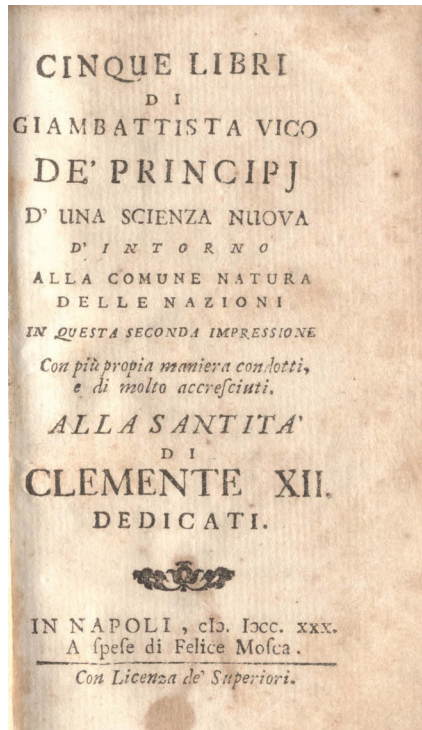 CINQUE LIBRI
DI
GIAMBATTISTA VICO
DE' PRINCIPJ
D' UNA SCIENZA NUOVA
D' INTORNO
ALLA COMUNE NATURA
DELLE NAZIONI
IN QUESTA SECONDA IMPRESSIONE
Con più propia maniera condotti,
e di molto accreſciuti.
ALLA SANTITA'
DI
CLEMENTE XII.
DEDICATI.
IN NAPOLI, cIɔ. Iɔcc. xxx.
A ſpeſe di Felice Moſca.
Con Licenza de' Superiori.